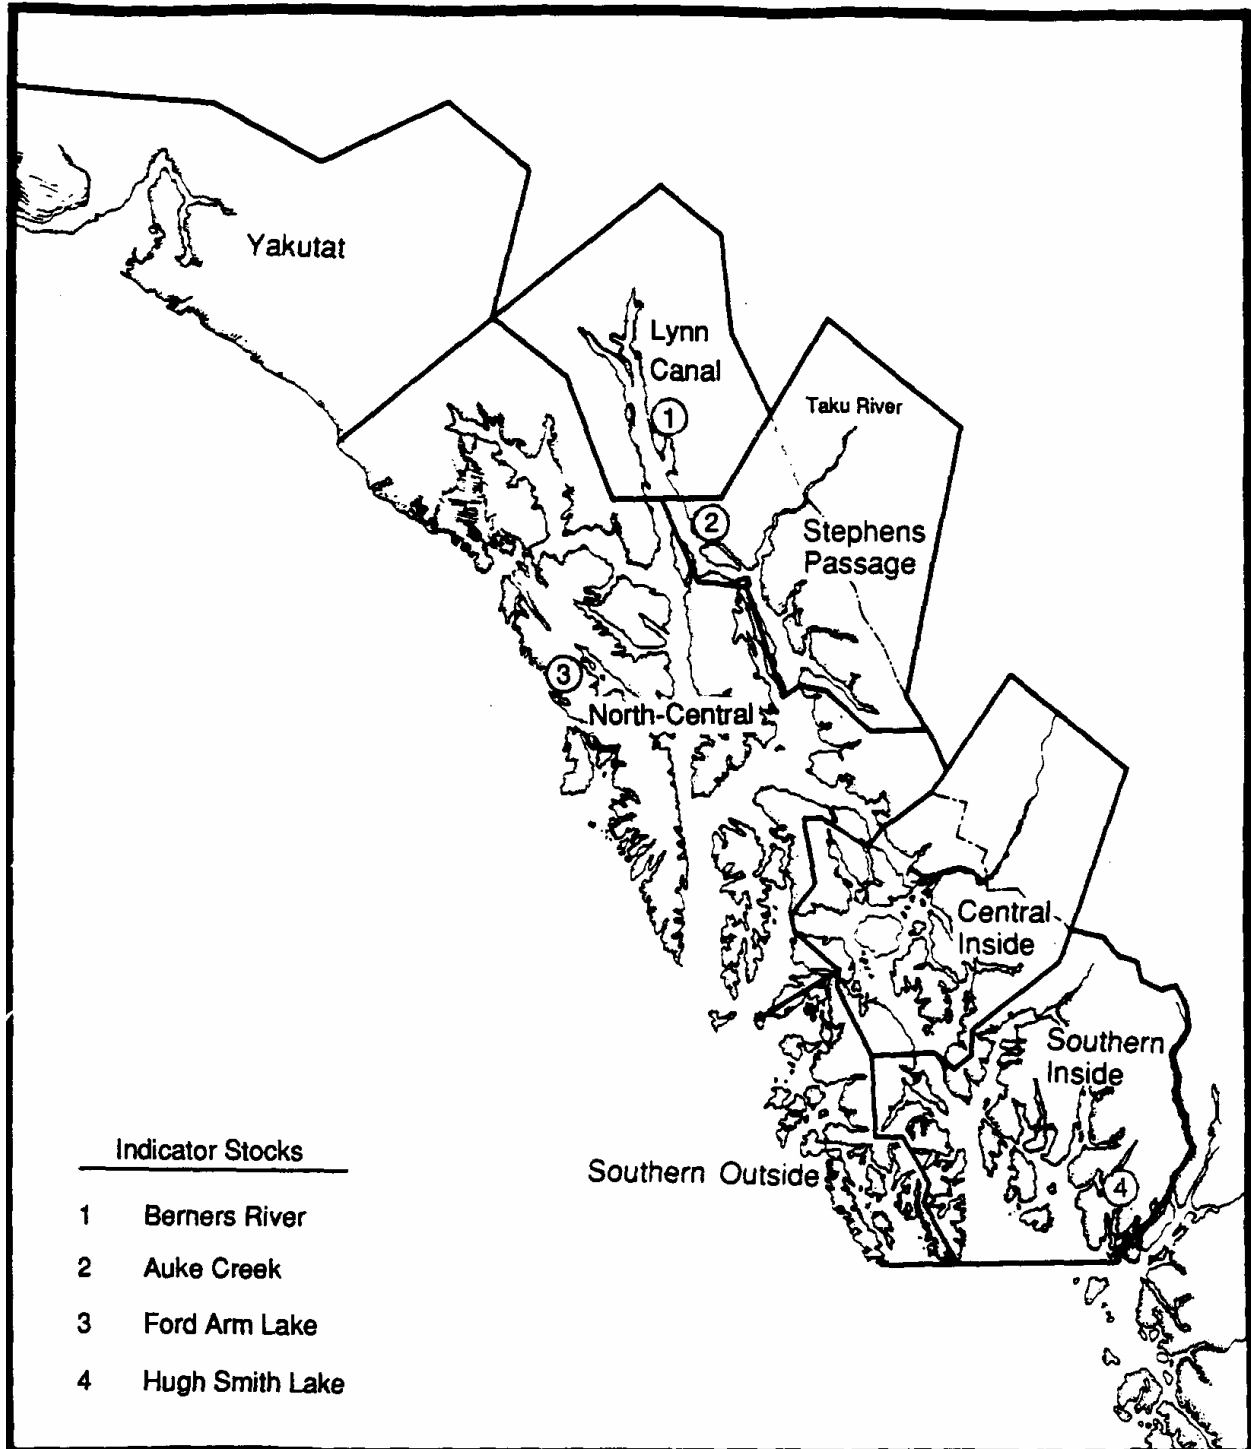 Yakutat
Lynn
Canal
1
Taku River
2
Stephens
Passage
3
North-Central
Central
Inside
Southern
Inside
Southern Outside
4
Indicator Stocks
1 Berners River
2 Auke Creek
3 Ford Arm Lake
4 Hugh Smith Lake